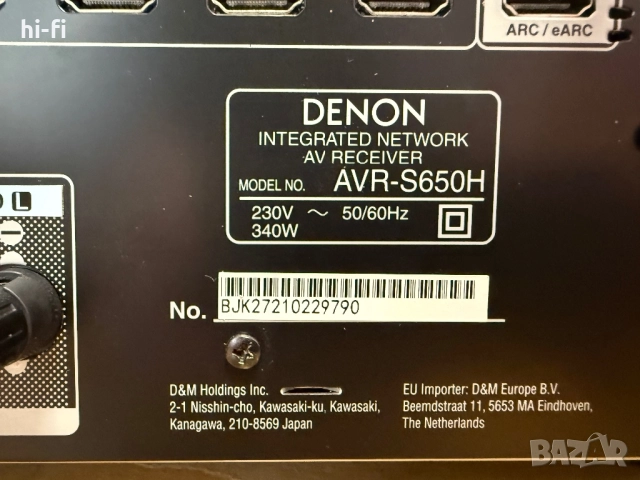 hi-fi
ARC / eARC
DENON
INTEGRATED NETWORK
AV RECEIVER
MODEL NO. AVR-S650H
230V ~ 50/60Hz
340W
L
No. BJK27210229790
D&M Holdings Inc.
2-1 Nisshin-cho, Kawasaki-ku, Kawasaki,
Kanagawa, 210-8569 Japan
EU Importer: D&M Europe B.V.
Beemdstraat 11, 5653 MA Eindhoven,
The Netherlands
BAZAR